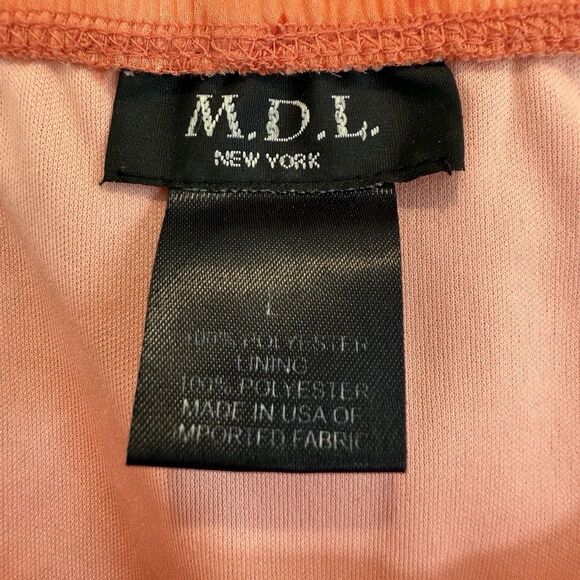 M.D.L.
NEW YORK
L
100% POLYESTER
LINING
100% POLYESTER
MADE IN USA OF
IMPORTED FABRIC